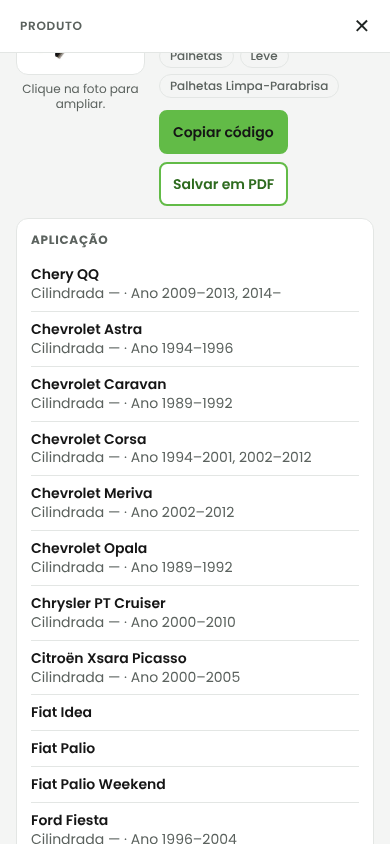 PRODUTO
✕
Palhetas
Leve
Clique na foto para
ampliar.
Palhetas Limpa-Parabrisa
Copiar código
Salvar em PDF
APLICAÇÃO
Chery QQ
Cilindrada — · Ano 2009–2013, 2014–
Chevrolet Astra
Cilindrada — · Ano 1994–1996
Chevrolet Caravan
Cilindrada — · Ano 1989–1992
Chevrolet Corsa
Cilindrada — · Ano 1994–2001, 2002–2012
Chevrolet Meriva
Cilindrada — · Ano 2002–2012
Chevrolet Opala
Cilindrada — · Ano 1989–1992
Chrysler PT Cruiser
Cilindrada — · Ano 2000–2010
Citroën Xsara Picasso
Cilindrada — · Ano 2000–2005
Fiat Idea
Fiat Palio
Fiat Palio Weekend
Ford Fiesta
Cilindrada — · Ano 1996–2004